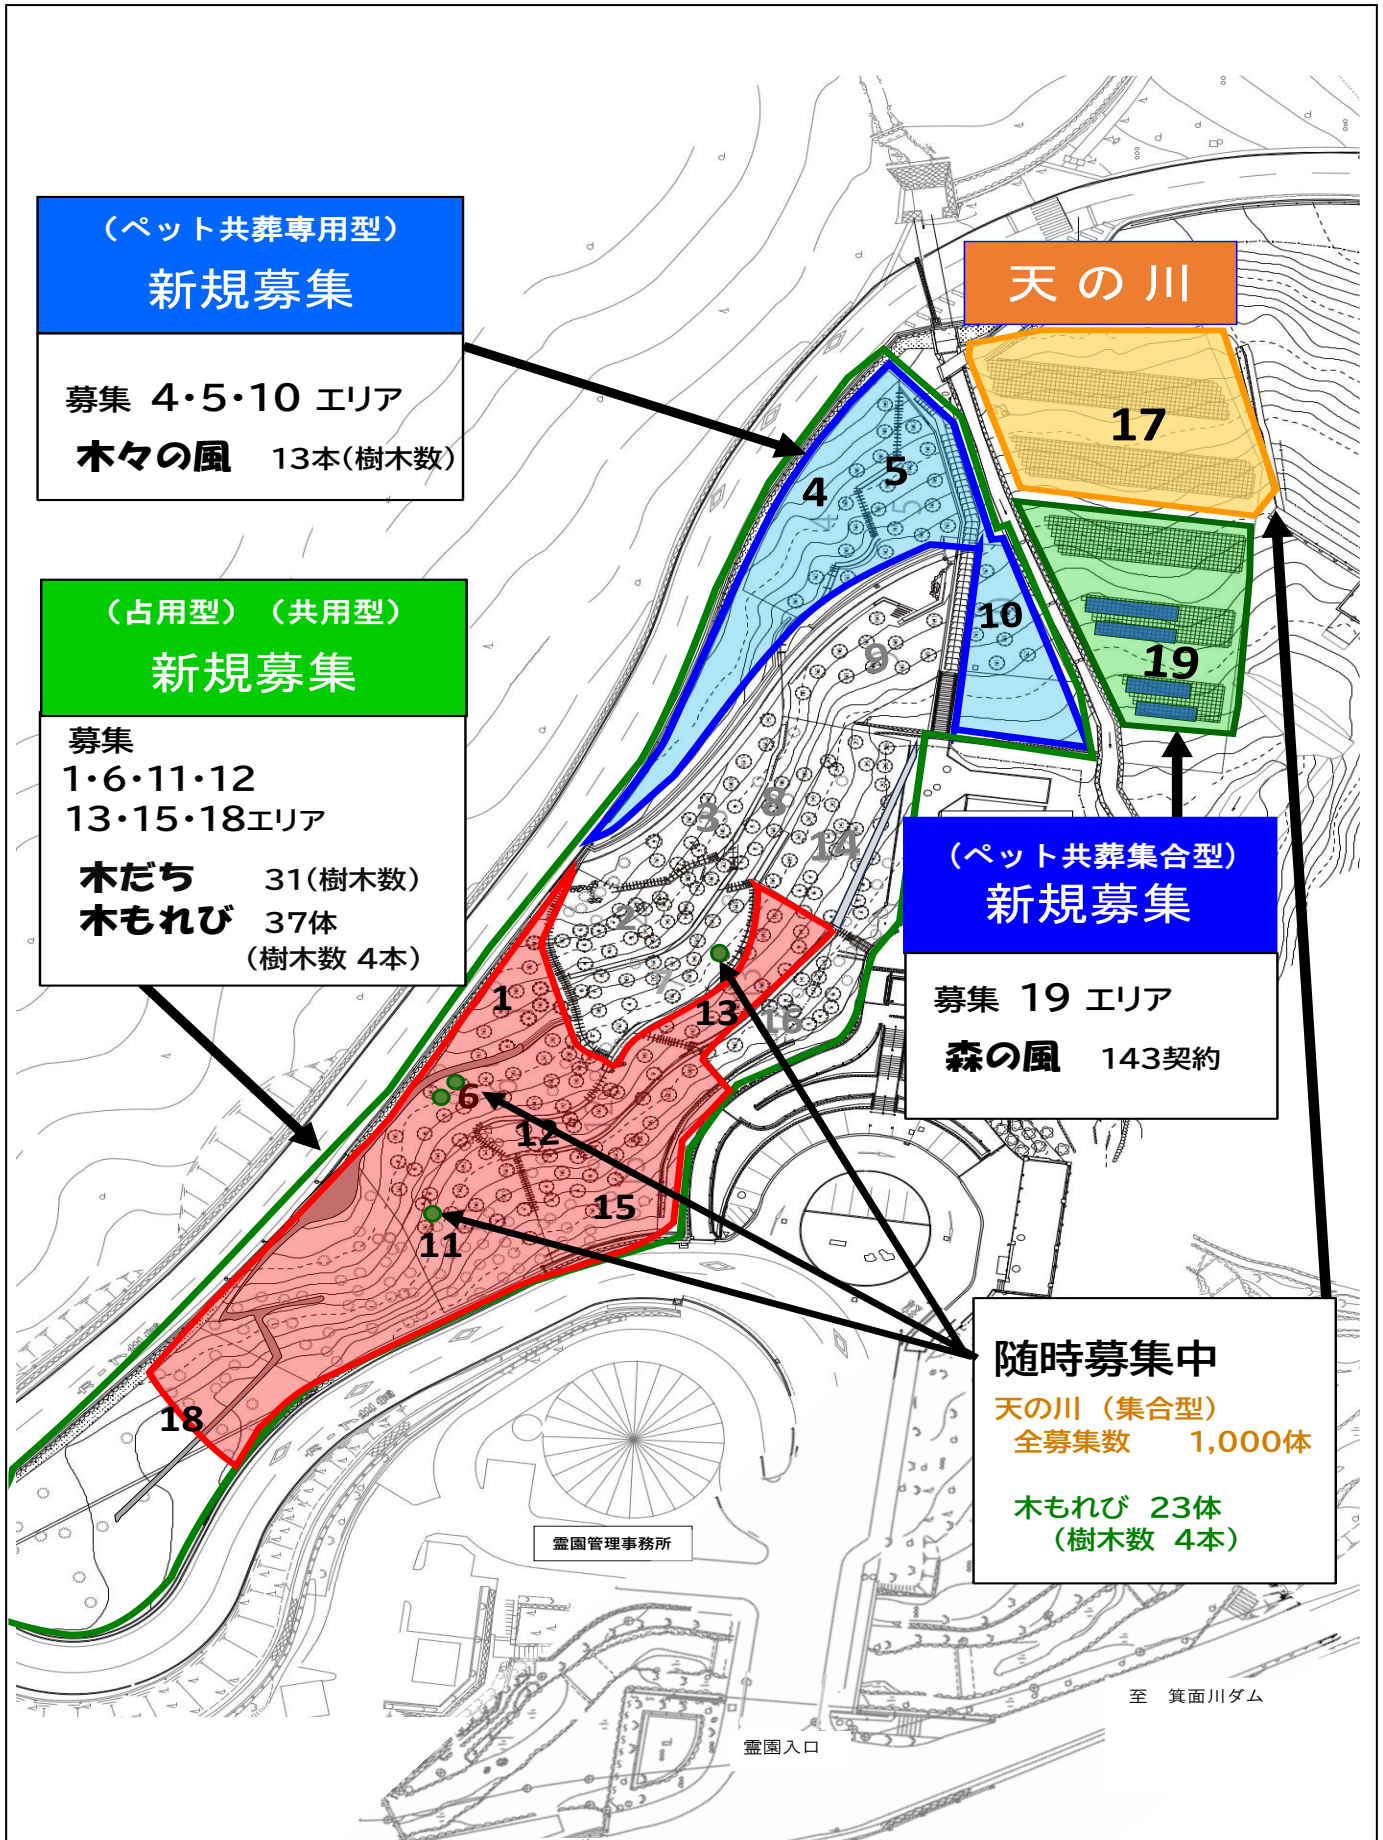 （ペット共葬専用型）
新規募集
募集 4・5・10 エリア
木々の風 13本(樹木数)
天 の 川
17
5
4
10
19
9
（占用型）（共用型）
新規募集
募集
1・6・11・12
13・15・18エリア
木だち 31(樹木数)
木もれび 37体
(樹木数 4本)
3
8
14
2
7
1
13
16
6
12
15
11
18
（ペット共葬集合型）
新規募集
募集 19 エリア
森の風 143契約
随時募集中
天の川 （集合型）
全募集数 1,000体
木もれび 23体
（樹木数 4本）
霊園管理事務所
至 箕面川ダム
霊園入口